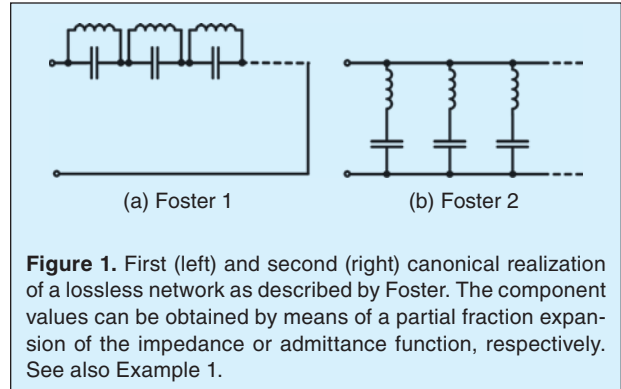 (a) Foster 1
(b) Foster 2
Figure 1. First (left) and second (right) canonical realization
of a lossless network as described by Foster. The component
values can be obtained by means of a partial fraction expan-
sion of the impedance or admittance function, respectively.
See also Example 1.